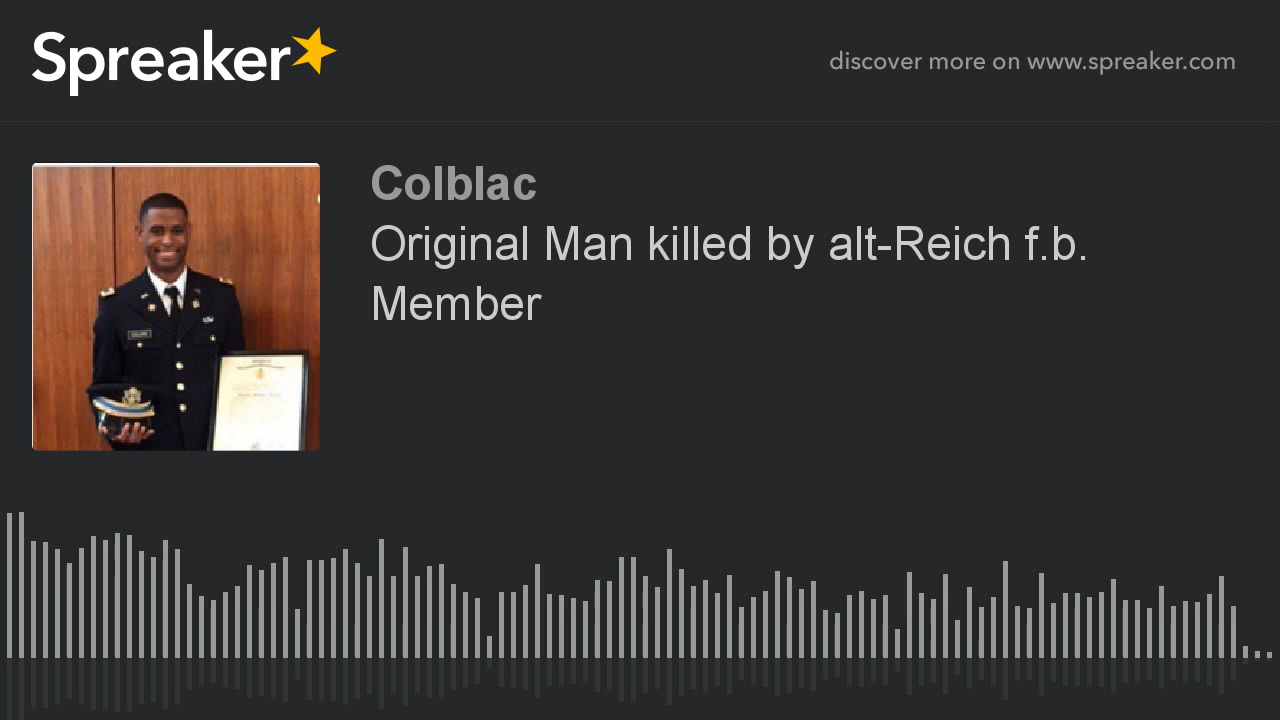 Spreaker
discover more on www.spreaker.com
Colblac
Original Man killed by alt-Reich f.b.
Member